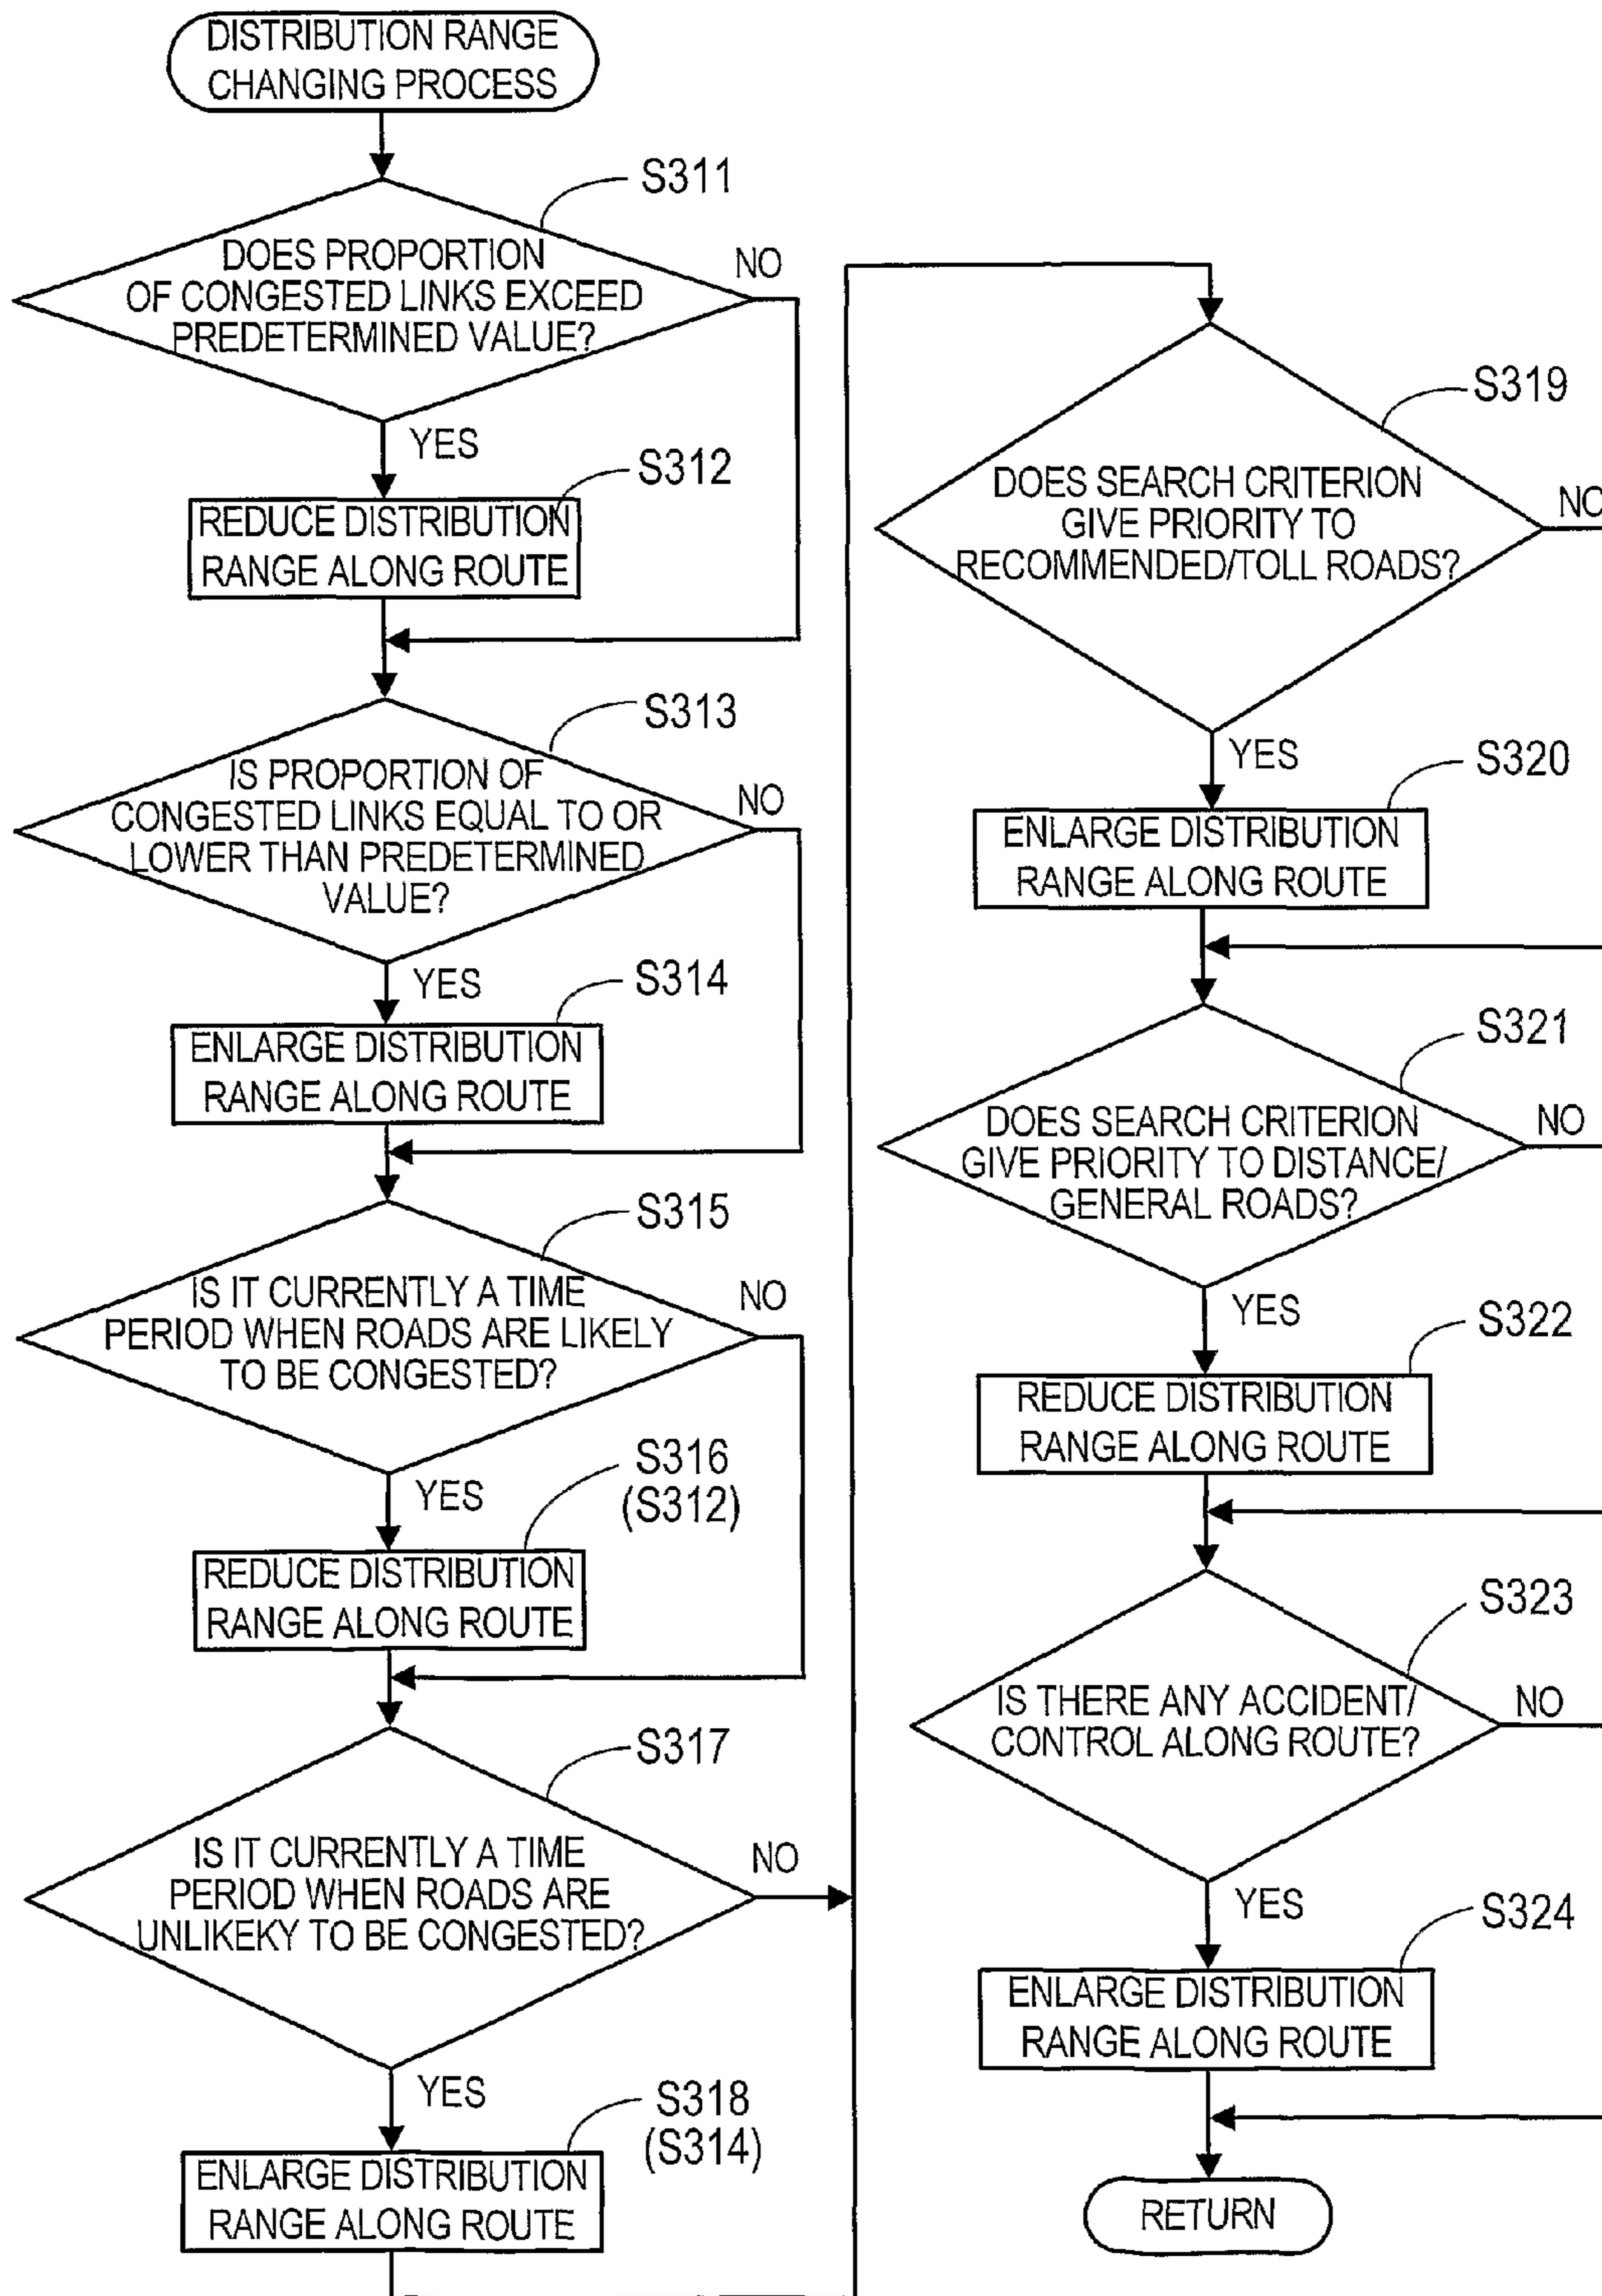 DISTRIBUTION RANGE
CHANGING PROCESS
S311
DOES PROPORTION
OF CONGESTED LINKS EXCEED
PREDETERMINED VALUE?
NO
YES
S312
REDUCE DISTRIBUTION
RANGE ALONG ROUTE
S313
IS PROPORTION OF
CONGESTED LINKS EQUAL TO OR
LOWER THAN PREDETERMINED
VALUE?
NO
YES
S314
ENLARGE DISTRIBUTION
RANGE ALONG ROUTE
S315
IS IT CURRENTLY A TIME
PERIOD WHEN ROADS ARE LIKELY
TO BE CONGESTED?
NO
YES
S316
(S312)
REDUCE DISTRIBUTION
RANGE ALONG ROUTE
S317
IS IT CURRENTLY A TIME
PERIOD WHEN ROADS ARE
UNLIKEKY TO BE CONGESTED?
NO
YES
S318
(S314)
ENLARGE DISTRIBUTION
RANGE ALONG ROUTE
S319
DOES SEARCH CRITERION
GIVE PRIORITY TO
RECOMMENDED/TOLL ROADS?
NO
YES
S320
ENLARGE DISTRIBUTION
RANGE ALONG ROUTE
S321
DOES SEARCH CRITERION
GIVE PRIORITY TO DISTANCE/
GENERAL ROADS?
NO
YES
S322
REDUCE DISTRIBUTION
RANGE ALONG ROUTE
S323
IS THERE ANY ACCIDENT/
CONTROL ALONG ROUTE?
NO
YES
S324
ENLARGE DISTRIBUTION
RANGE ALONG ROUTE
RETURN